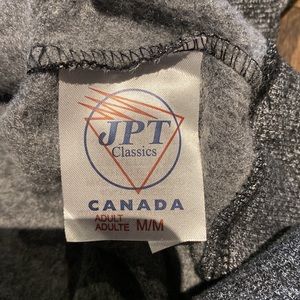 JPT
Classics
CANADA
ADULT
ADULTE M/M